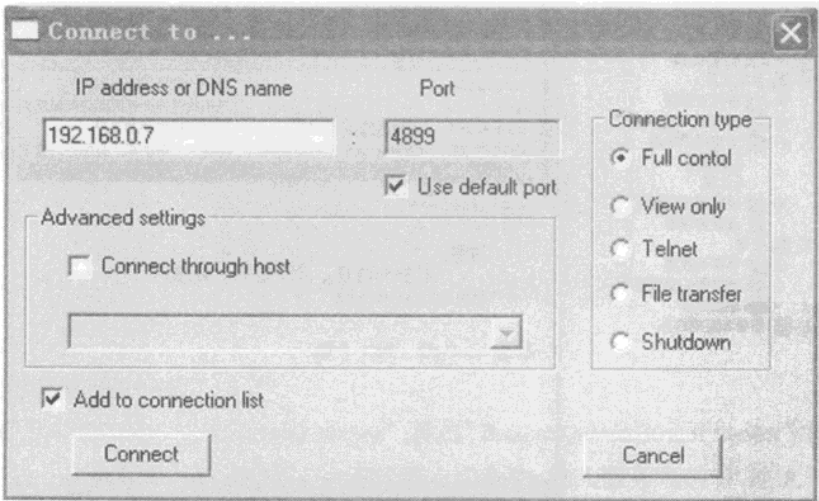 Connect to ...
IP address or DNS name
Port
192.168.0.7
:
4899
Use default port
Connection type
Full contol
View only
Telnet
File transfer
Shutdown
Advanced settings
Connect through host
Add to connection list
Connect
Cancel